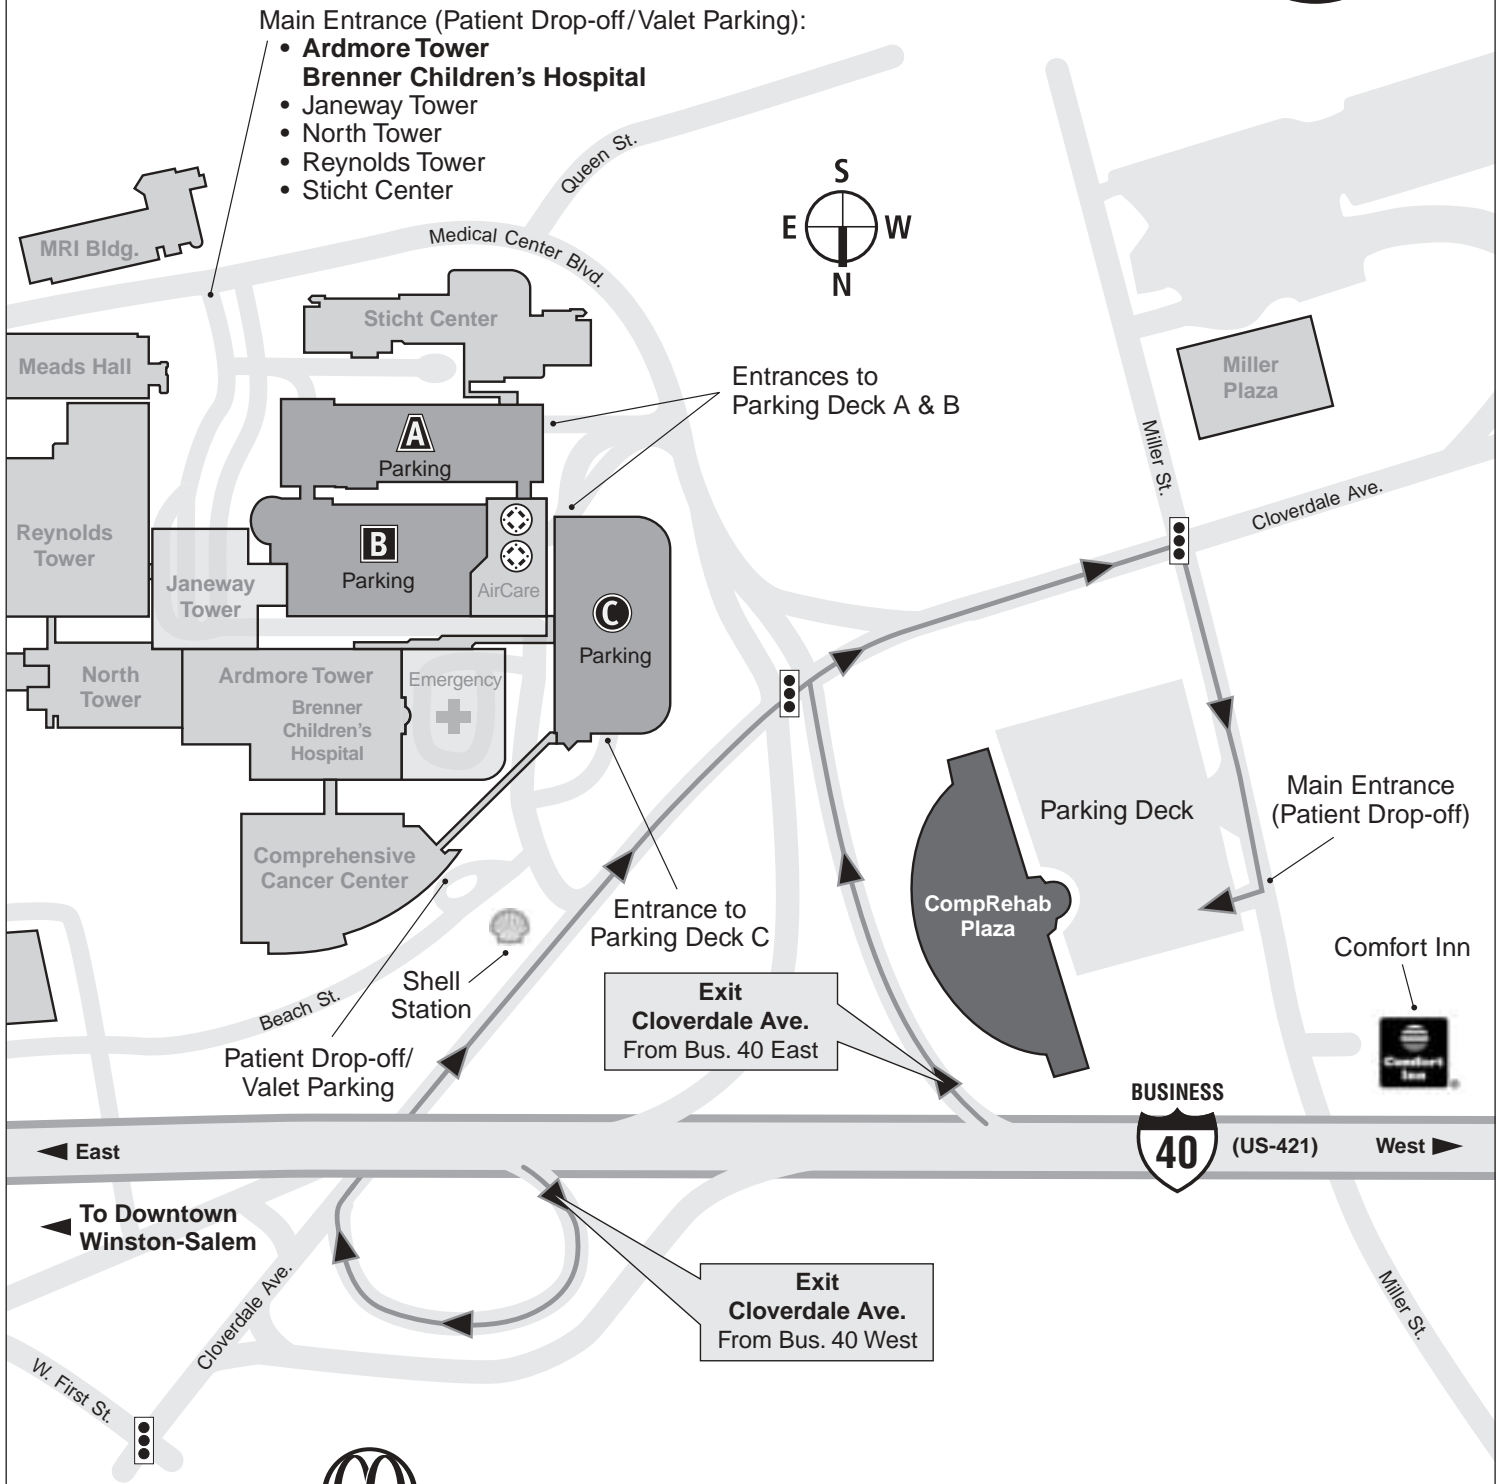 Main Entrance (Patient Drop-off/Valet Parking):
• Ardmore Tower
Brenner Children's Hospital
• Janeway Tower
• North Tower
• Reynolds Tower
• Sticht Center
Queen St.
S
E W
N
MRI Bldg.
Medical Center Blvd.
Sticht Center
Meads Hall
Entrances to
Parking Deck A & B
Miller
Plaza
A
Parking
Miller St.
Cloverdale Ave.
Reynolds
Tower
B
Parking
AirCare
Janeway
Tower
C
Parking
North
Tower
Ardmore Tower
Brenner
Children's
Hospital
Emergency
Main Entrance
(Patient Drop-off)
Parking Deck
Comprehensive
Cancer Center
CompRehab
Plaza
Entrance to
Parking Deck C
Comfort Inn
Shell
Station
Beach St.
Exit
Cloverdale Ave.
From Bus. 40 East
Patient Drop-off/
Valet Parking
Comfort
Inn
BUSINESS
40
(US-421)
East
West
To Downtown
Winston-Salem
Cloverdale Ave.
Exit
Cloverdale Ave.
From Bus. 40 West
Miller St.
W. First St.